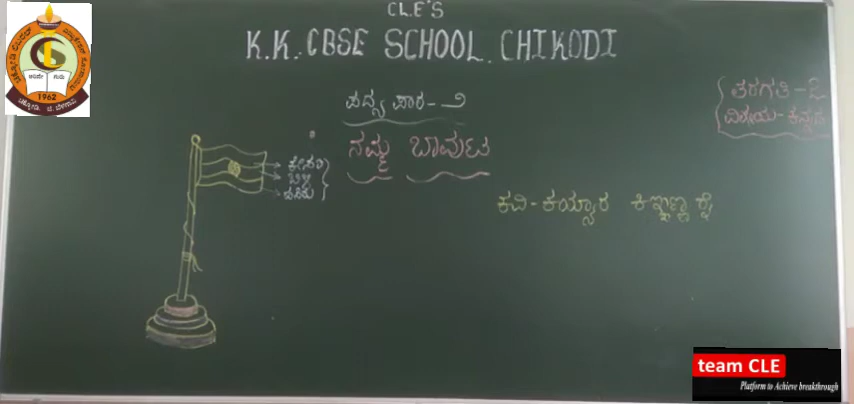 CLE'S
K.K. CBSE SCHOOL. CHIKODI
ಪದ್ಯ ಪಾಠ - ೨
ತರಗತಿ - ೭
ವಿಷಯ - ಕನ್ನಡ
ನಮ್ಮ ಬಾವುಟ
ಕೇಸರಿ
ಬಿಳಿ
ಹಸಿರು
ಕವಿ - ಕಯ್ಯಾರ ಕಿಞ್ಞಣ್ಣ ರೈ
1962
team CLE
Platform to Achieve breakthrough